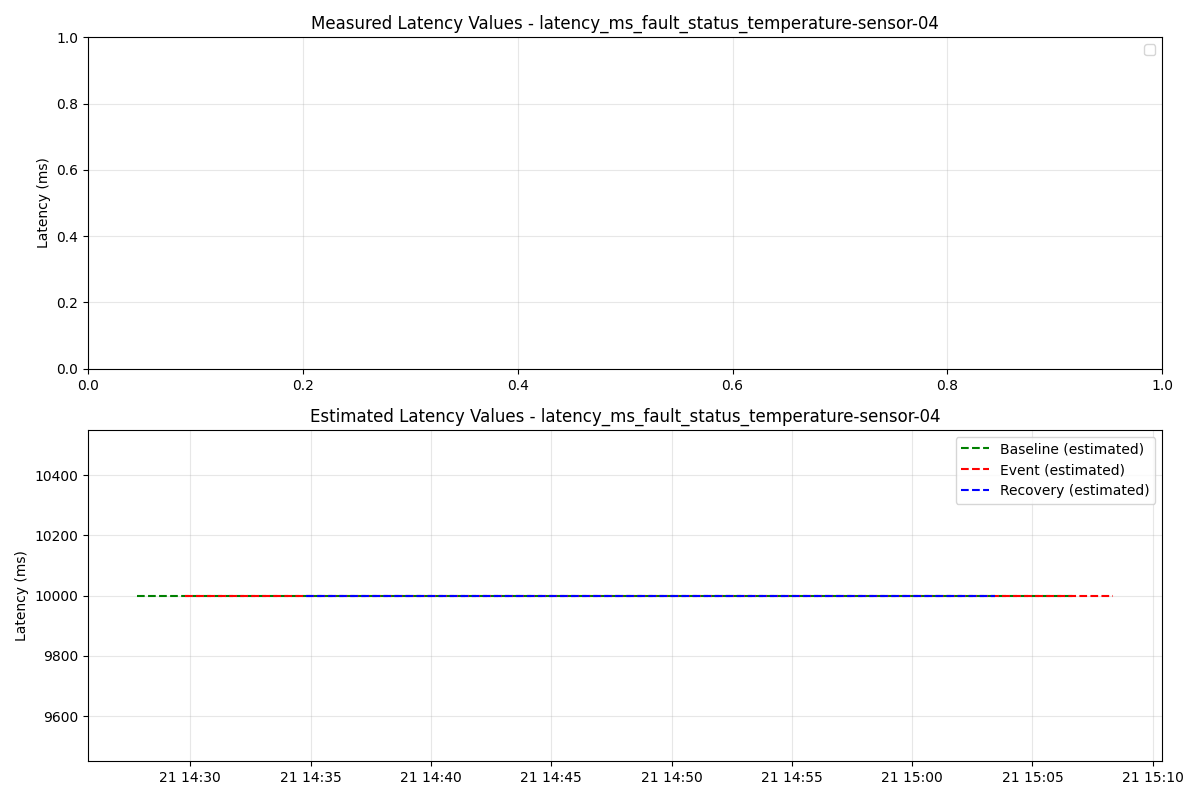 Measured Latency Values - latency_ms_fault_status_temperature-sensor-04
1.0
0.8
0.6
0.4
0.2
0.0
Latency (ms)
0.0 0.2 0.4 0.6 0.8 1.0
Estimated Latency Values - latency_ms_fault_status_temperature-sensor-04
Baseline (estimated)
Event (estimated)
Recovery (estimated)
10400
10200
10000
9800
9600
Latency (ms)
21 14:30 21 14:35 21 14:40 21 14:45 21 14:50 21 14:55 21 15:00 21 15:05 21 15:10